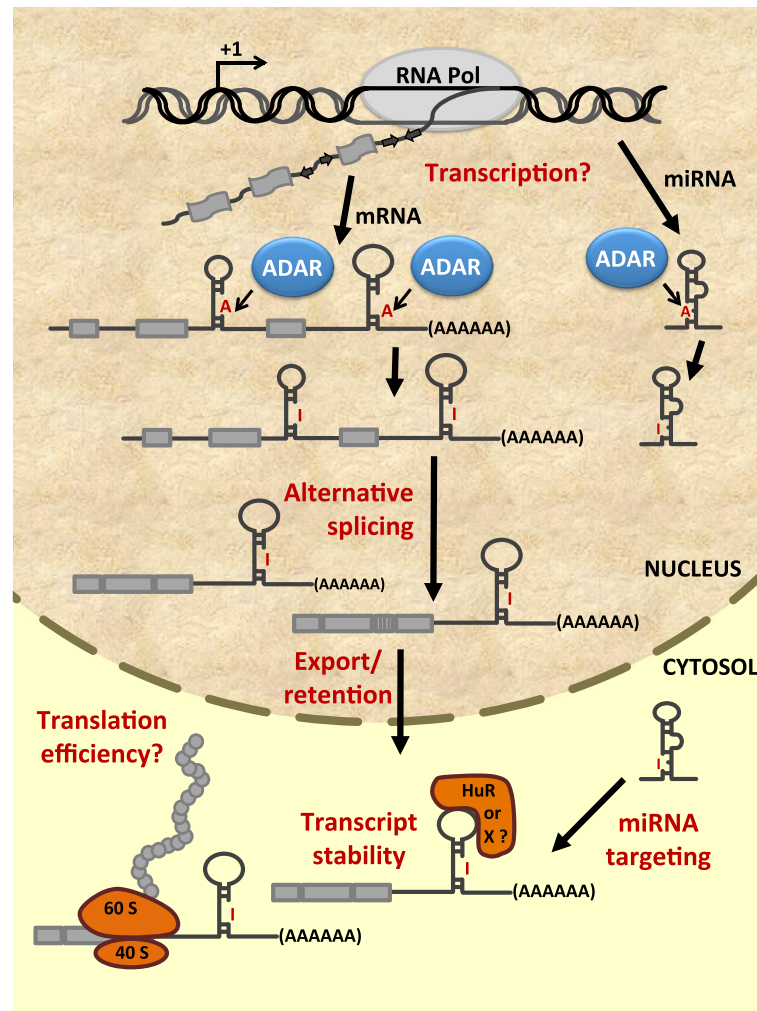 +1
RNA Pol
Transcription?
miRNA
mRNA
ADAR
ADAR
ADAR
A
A
A
(AAAAAA)
I
I
I
(AAAAAA)
Alternative
splicing
I
(AAAAAA)
NUCLEUS
I
(AAAAAA)
Export/
retention
CYTOSOL
Translation
efficiency?
I
HuR
or
X ?
Transcript
stability
miRNA
targeting
I
(AAAAAA)
60 S
I
(AAAAAA)
40 S